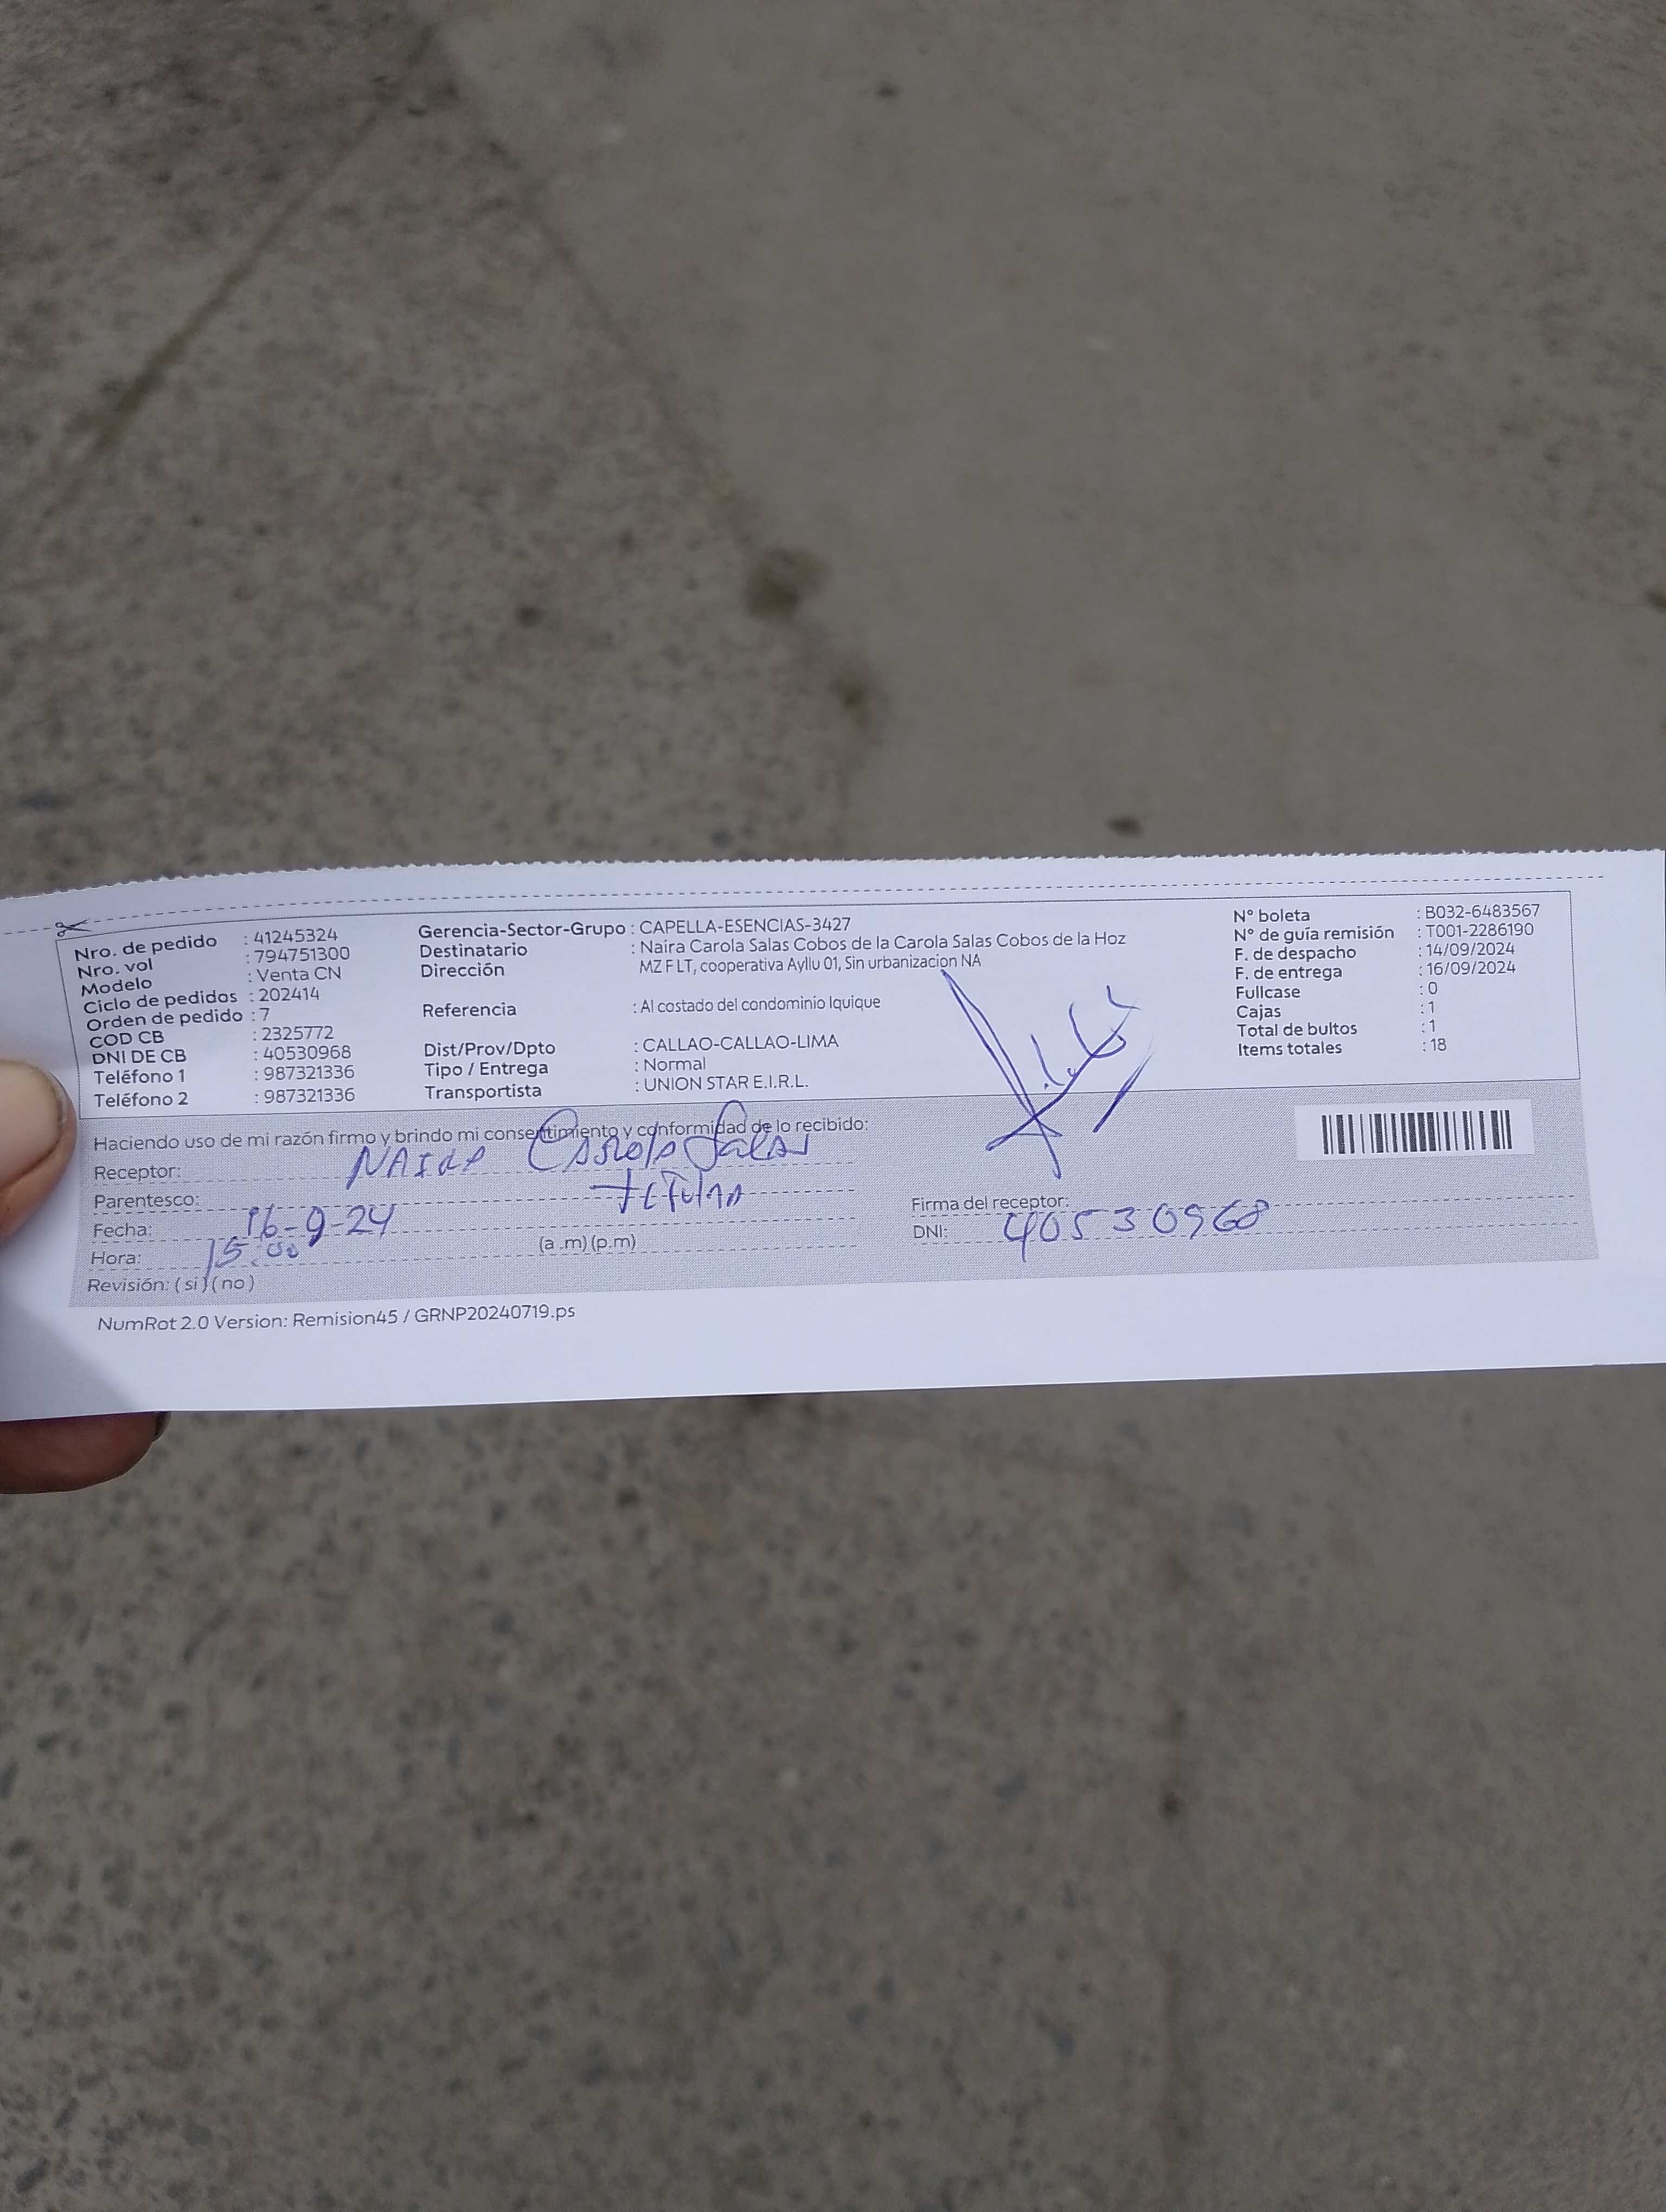 Nro. de pedido : 41245324
Nro. vol : 794751300
Modelo : Venta CN
Ciclo de pedidos : 202414
Orden de pedido : 7
COD CB : 2325772
DNI DE CB : 40530968
Teléfono 1 : 987321336
Teléfono 2 : 987321336
Gerencia-Sector-Grupo : CAPELLA-ESENCIAS-3427
Destinatario : Naira Carola Salas Cobos de la Carola Salas Cobos de la Hoz
Dirección MZ F LT, cooperativa Ayllu 01, Sin urbanizacion NA
Referencia : Al costado del condominio Iquique
Dist/Prov/Dpto : CALLAO-CALLAO-LIMA
Tipo / Entrega : Normal
Transportista : UNION STAR E.I.R.L.
N° boleta : B032-6483567
N° de guía remisión : T001-2286190
F. de despacho : 14/09/2024
F. de entrega : 16/09/2024
Fullcase : 0
Cajas : 1
Total de bultos : 1
Items totales : 18
Haciendo uso de mi razón firmo y brindo mi consentimiento y conformidad de lo recibido:
Receptor: NAIRA Carola Salas
Parentesco: titular
Fecha: 16-9-24
Hora: 15:00 (a .m) (p.m)
Revisión: ( si ) ( no )
Firma del receptor:
DNI: 40530968
NumRot 2.0 Version: Remision45 / GRNP20240719.ps